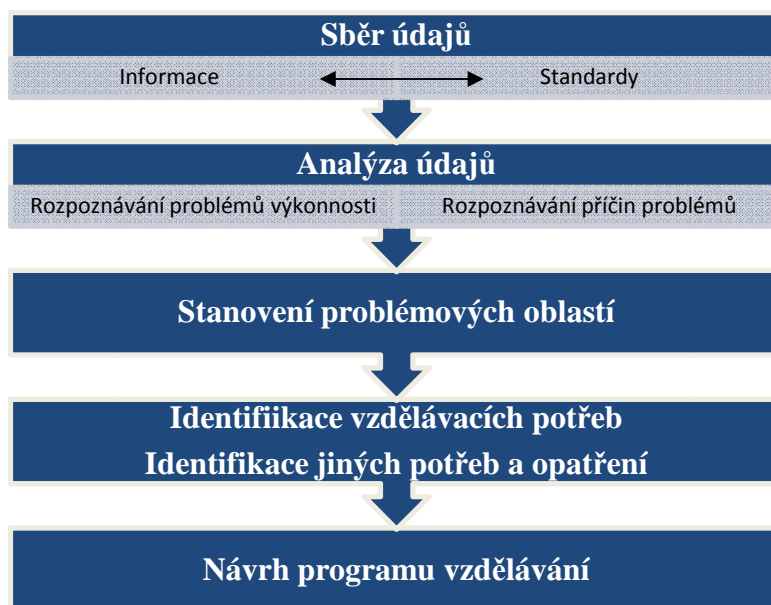 Sběr údajů
Informace Standardy
Analýza údajů
Rozpoznávání problémů výkonnosti Rozpoznávání příčin problémů
Stanovení problémových oblastí
Identifiikace vzdělávacích potřeb
Identifikace jiných potřeb a opatření
Návrh programu vzdělávání